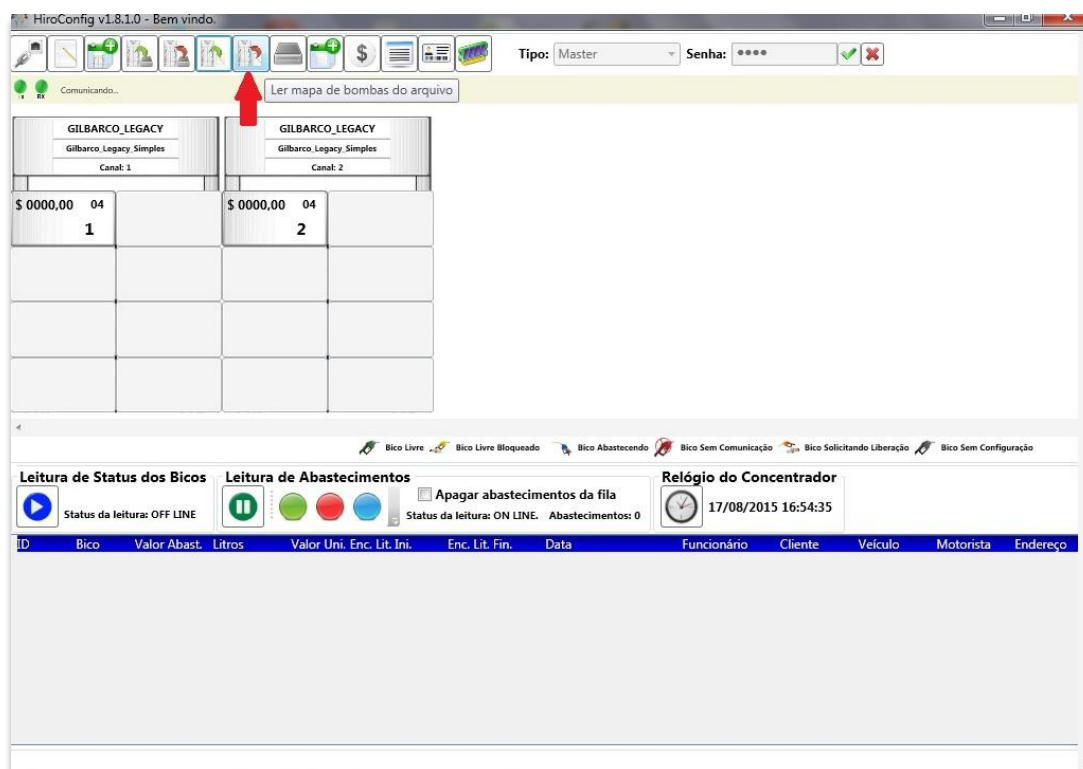 HiroConfig v1.8.1.0 - Bem vindo.
Tipo: Master Senha: ••••
Comunicando...
Ler mapa de bombas do arquivo
GILBARCO_LEGACY
Gilbarco_Legacy_Simples
Canal: 1
GILBARCO_LEGACY
Gilbarco_Legacy_Simples
Canal: 2
$ 0000,00 04
1
$ 0000,00 04
2
Bico Livre Bico Livre Bloqueado Bico Abastecendo Bico Sem Comunicação Bico Solicitando Liberação Bico Sem Configuração
Leitura de Status dos Bicos
Status da leitura: OFF LINE
Leitura de Abastecimentos
Apagar abastecimentos da fila
Status da leitura: ON LINE. Abastecimentos: 0
Relógio do Concentrador
17/08/2015 16:54:35
ID Bico Valor Abast. Litros Valor Uni. Enc. Lit. Ini. Enc. Lit. Fin. Data Funcionário Cliente Veículo Motorista Endereço